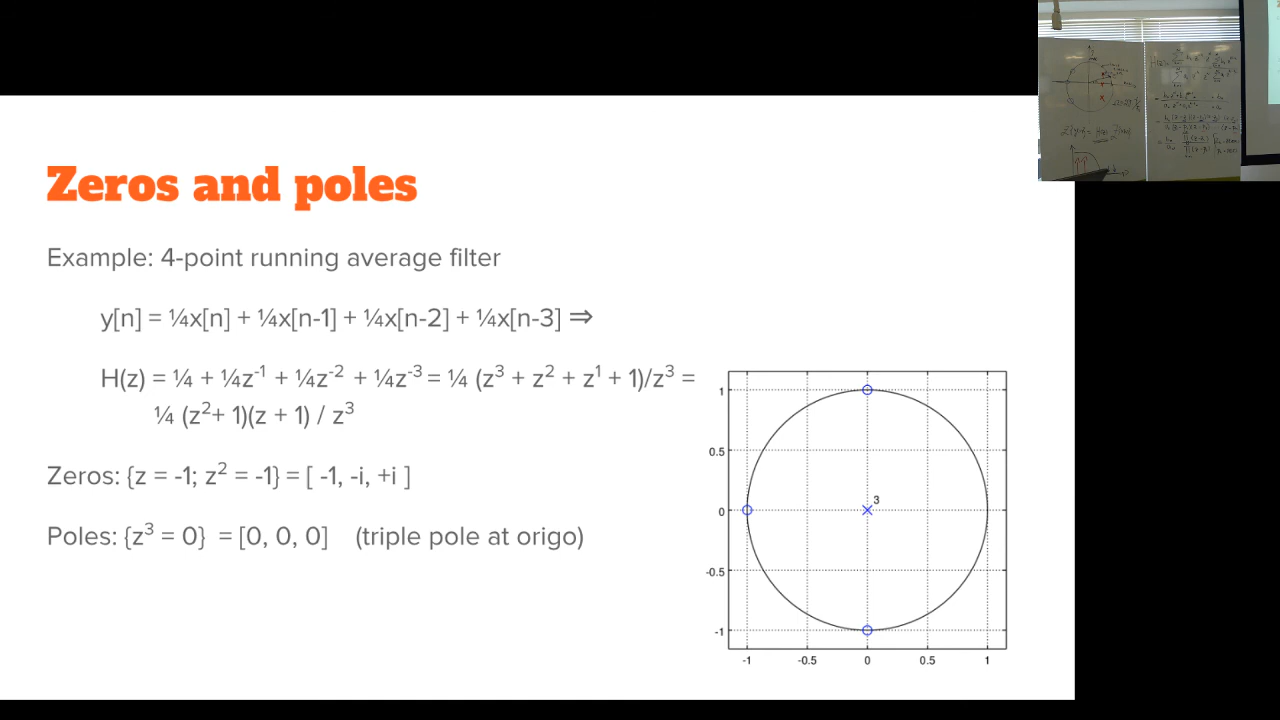 Zeros and poles
Example: 4-point running average filter
y[n] = ¼x[n] + ¼x[n-1] + ¼x[n-2] + ¼x[n-3] ⇒
H(z) = ¼ + ¼z⁻¹ + ¼z⁻² + ¼z⁻³ = ¼ (z³ + z² + z¹ + 1)/z³ =
¼ (z²+ 1)(z + 1) / z³
Zeros: {z = -1; z² = -1} = [ -1, -i, +i ]
Poles: {z³ = 0} = [0, 0, 0] (triple pole at origo)
1
0.5
0
-0.5
-1
3
-1 -0.5 0 0.5 1